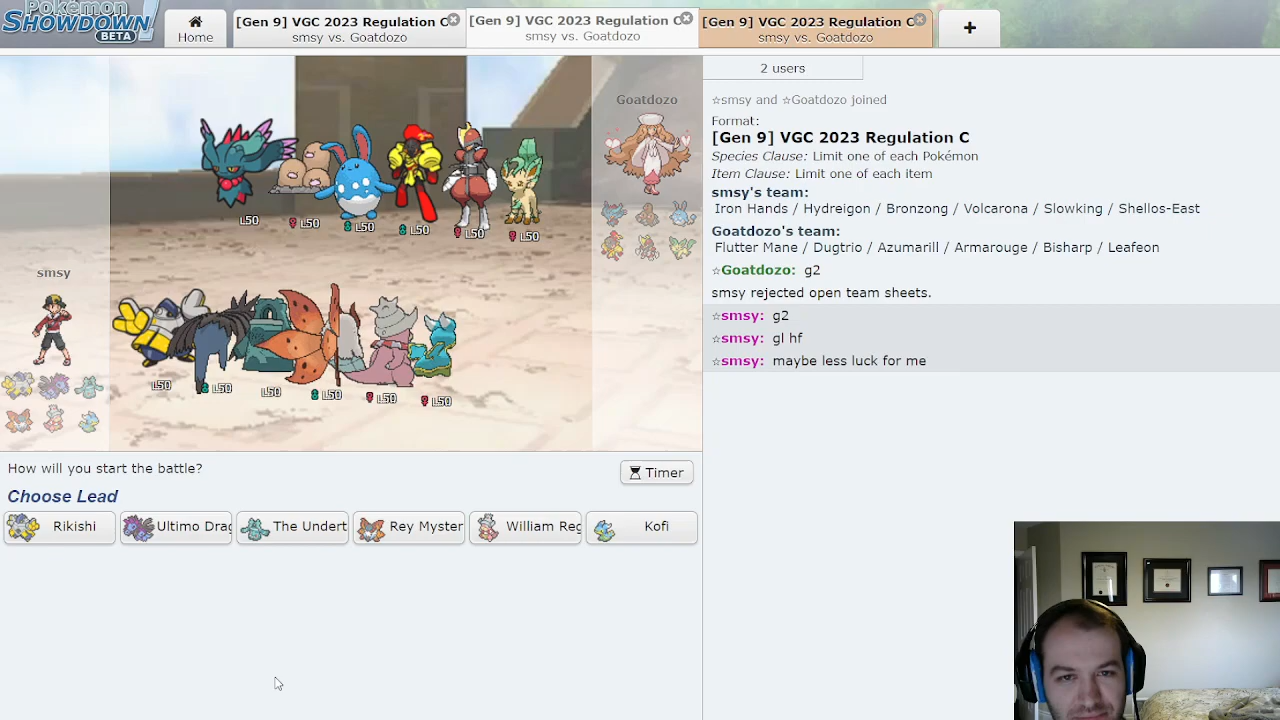 Pokémon
SHOWDOWN!
BETA
Home
[Gen 9] VGC 2023 Regulation C
smsy vs. Goatdozo
[Gen 9] VGC 2023 Regulation C
smsy vs. Goatdozo
[Gen 9] VGC 2023 Regulation C
smsy vs. Goatdozo
+
2 users
☆smsy and ☆Goatdozo joined
Format:
[Gen 9] VGC 2023 Regulation C
Species Clause: Limit one of each Pokémon
Item Clause: Limit one of each item
smsy's team:
Iron Hands / Hydreigon / Bronzong / Volcarona / Slowking / Shellos-East
Goatdozo's team:
Flutter Mane / Dugtrio / Azumarill / Armarouge / Bisharp / Leafeon
☆Goatdozo: g2
smsy rejected open team sheets.
☆smsy: g2
☆smsy: gl hf
☆smsy: maybe less luck for me
Goatdozo
L50 L50 L50 L50 L50 L50
smsy
L50 L50 L50 L50 L50 L50
How will you start the battle?
Timer
Choose Lead
Rikishi
Ultimo Drag
The Undert
Rey Myster
William Reg
Kofi